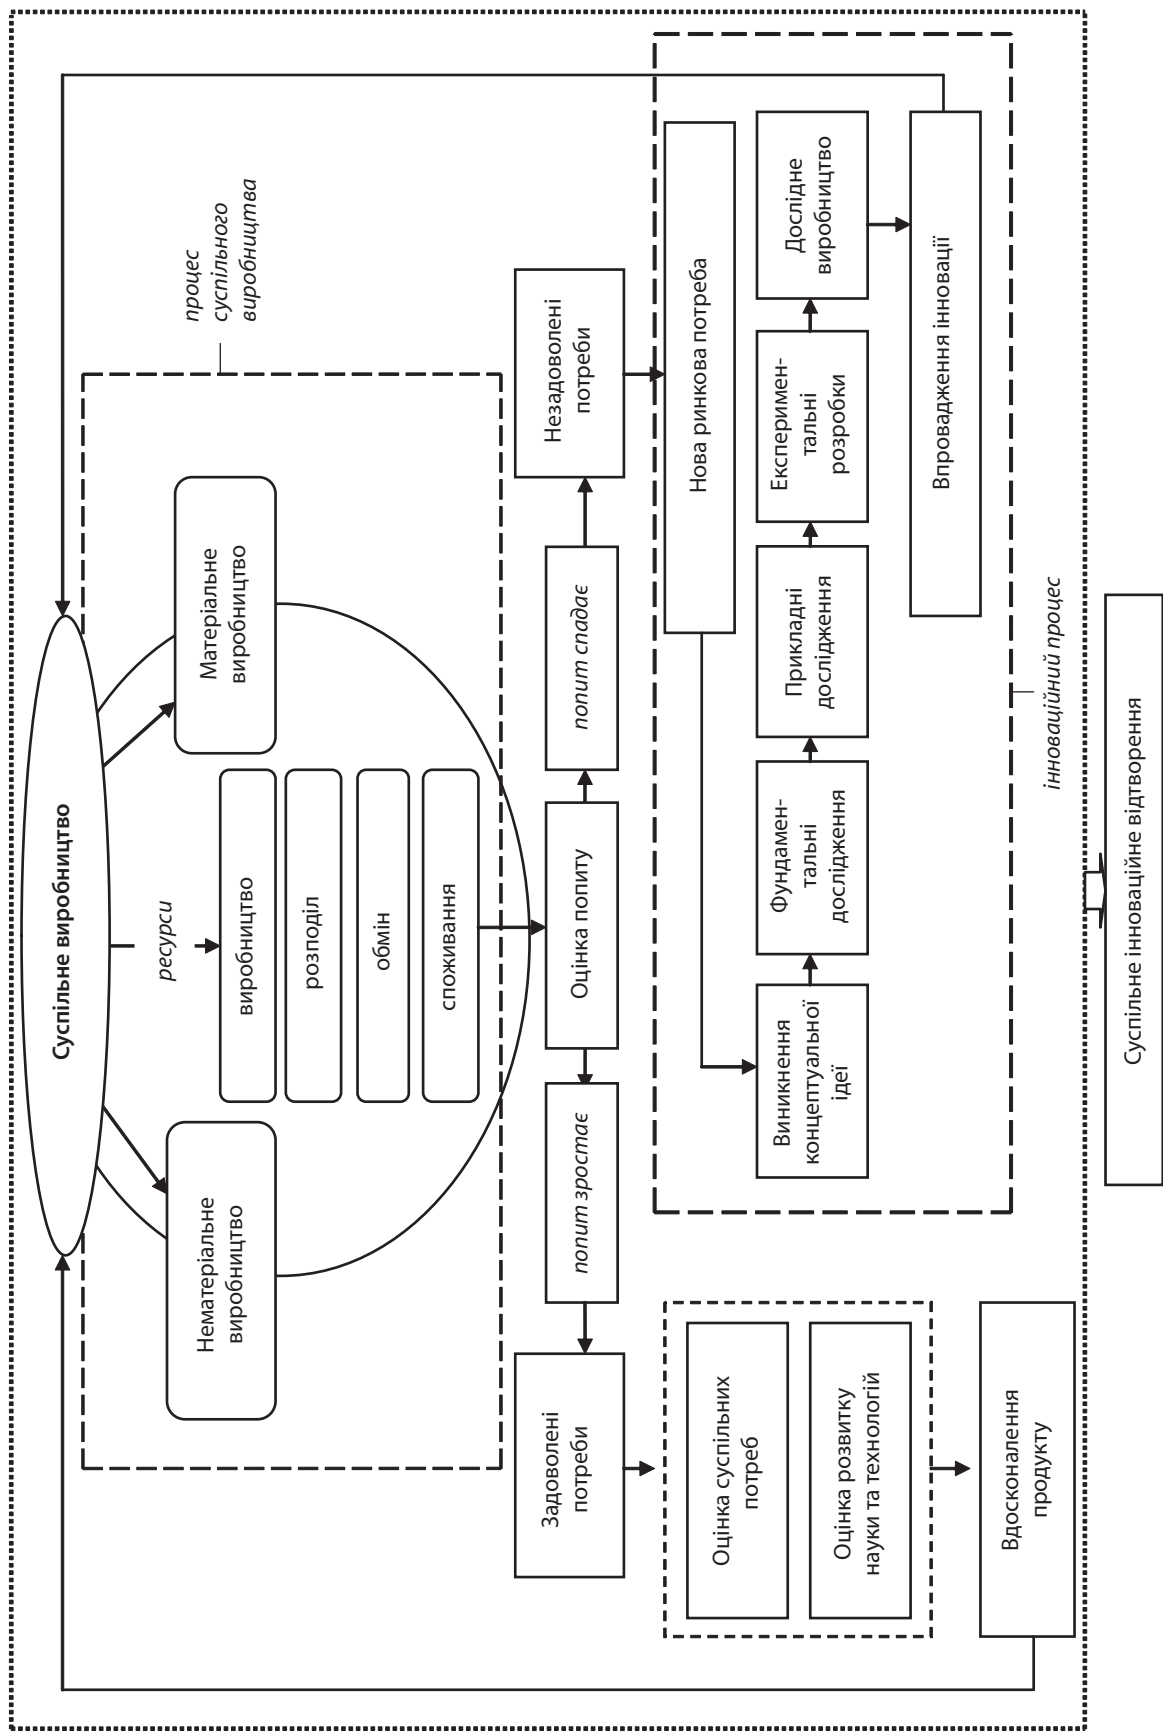 Суспільне виробництво
процес
суспільного
виробництва
ресурси
Нематеріальне
виробництво
Матеріальне
виробництво
виробництво
розподіл
обмін
споживання
Задоволені
потреби
попит зростає
Оцінка попиту
попит спадає
Незадоволені
потреби
Оцінка суспільних
потреб
Оцінка розвитку
науки та технологій
Вдосконалення
продукту
Нова ринкова потреба
Виникнення
концептуальної
ідеї
Фундамен-
тальні
дослідження
Прикладні
дослідження
Експеримен-
тальні
розробки
Дослідне
виробництво
Впровадження інновації
інноваційний процес
Суспільне інноваційне відтворення